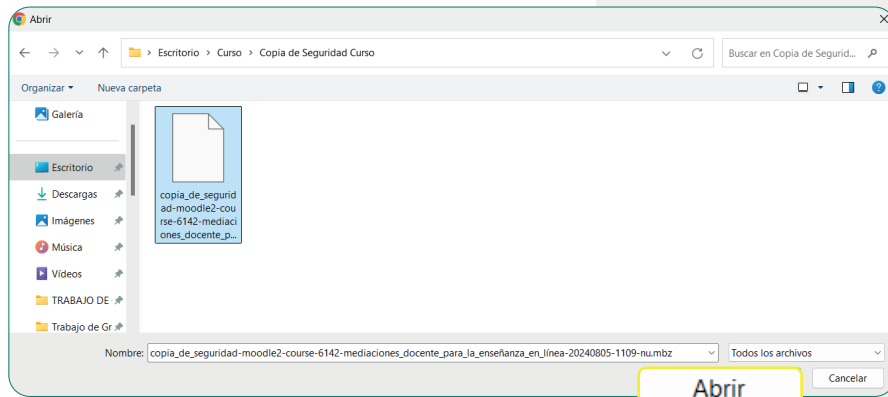 Abrir
Escritorio > Curso > Copia de Seguridad Curso
Buscar en Copia de Segurid...
Organizar
Nueva carpeta
Galería
Escritorio
Descargas
Imágenes
Música
Vídeos
TRABAJO DE
Trabajo de Gr
copia_de_segurid
ad-moodle2-cou
rse-6142-mediaci
ones_docente_p...
Nombre: copia_de_seguridad-moodle2-course-6142-mediaciones_docente_para_la_enseñanza_en_línea-20240805-1109-nu.mbz
Todos los archivos
Abrir
Cancelar